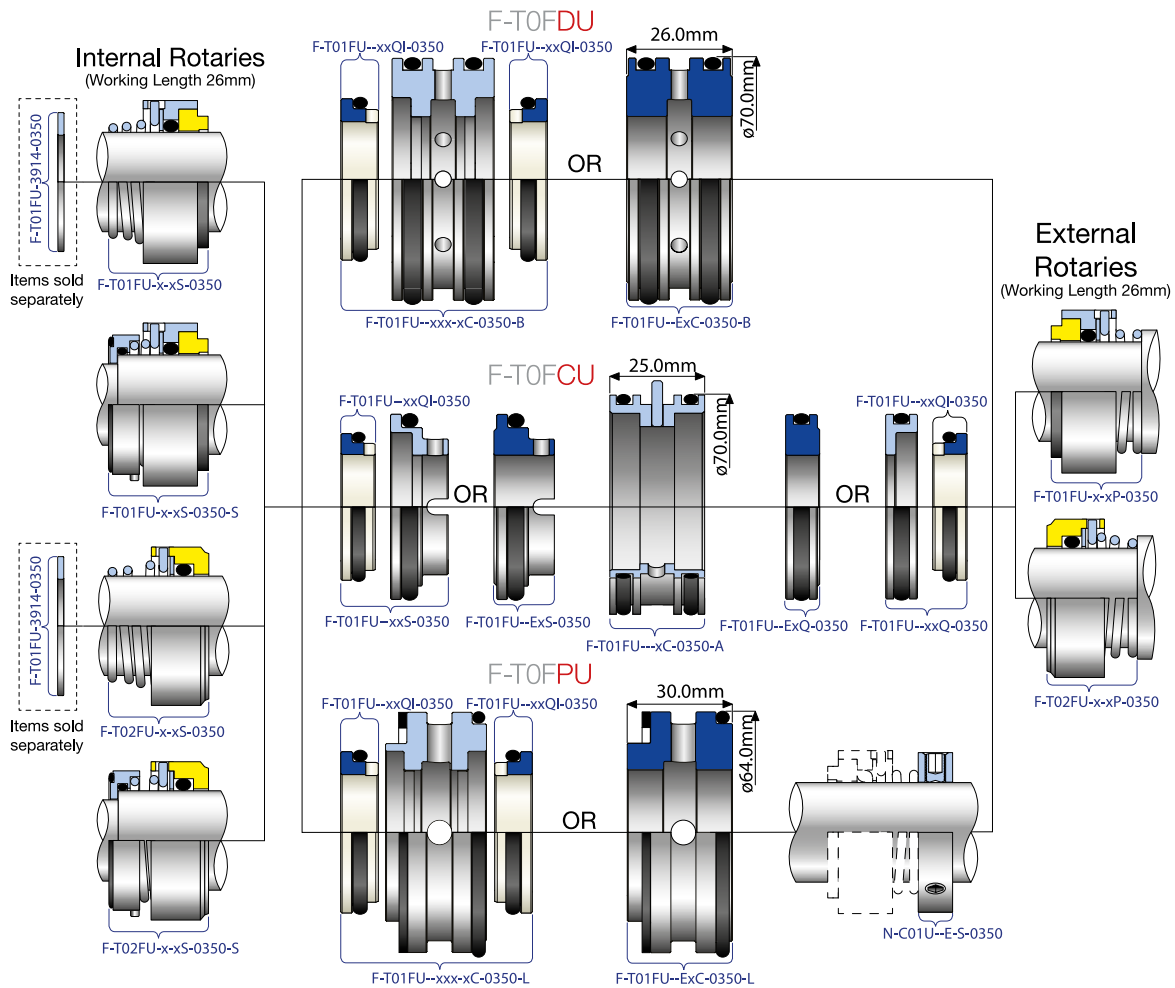 F-T0FDU
F-T01FU--xxQI-0350
F-T01FU--xxQI-0350
26.0mm
ø70.0mm
OR
F-T01FU--xxx-xC-0350-B
F-T01FU--ExC-0350-B
Internal Rotaries
(Working Length 26mm)
F-T01FU-3914-0350
Items sold
separately
F-T01FU-x-xS-0350
F-T01FU-x-xS-0350-S
F-T01FU-3914-0350
Items sold
separately
F-T02FU-x-xS-0350
F-T02FU-x-xS-0350-S
F-T0FCU
F-T01FU--xxQI-0350
OR
25.0mm
ø70.0mm
F-T01FU--xxQI-0350
OR
F-T01FU--xxS-0350
F-T01FU--ExS-0350
F-T01FU---xC-0350-A
F-T01FU--ExQ-0350
F-T01FU--xxQ-0350
External
Rotaries
(Working Length 26mm)
F-T01FU-x-xP-0350
F-T02FU-x-xP-0350
F-T0FPU
F-T01FU--xxQI-0350
F-T01FU--xxQI-0350
30.0mm
ø64.0mm
OR
F-T01FU--xxx-xC-0350-L
F-T01FU--ExC-0350-L
N-C01U--E-S-0350